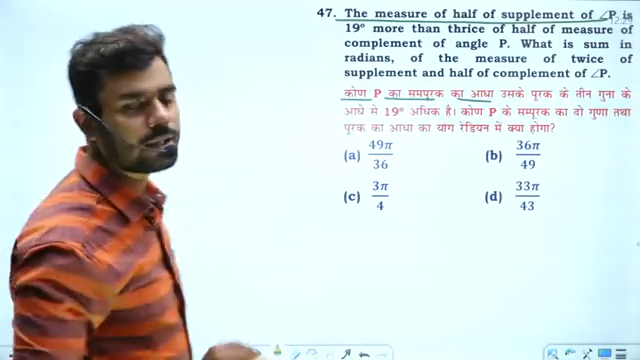 47. The measure of half of supplement of ∠P is
19° more than thrice of half of measure of
complement of angle P. What is sum in
radians, of the measure of twice of
supplement and half of complement of ∠P.
कोण P का समपूरक का आधा उसके पूरक के तीन गुना के
आधे से 19° अधिक है। कोण P के सम्पूरक का दो गुणा तथा
पूरक का आधा का योग रेडियन में क्या होगा?
(a) 49π/36 (b) 36π/49
(c) 3π/4 (d) 33π/43